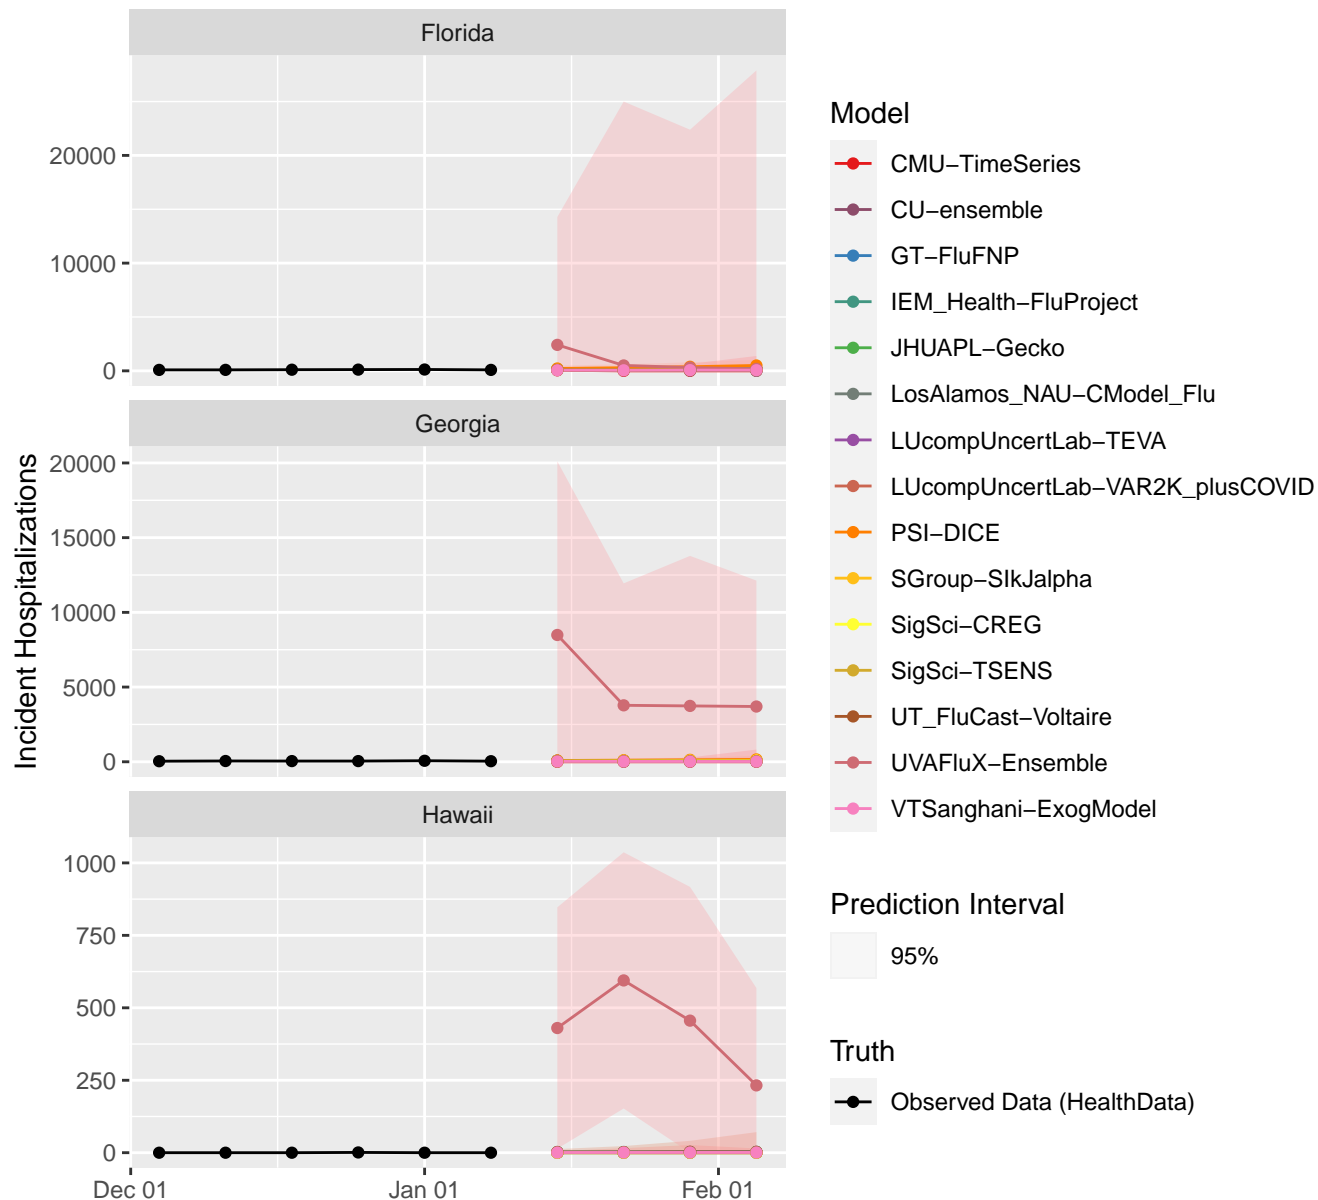 Florida
20000
10000
0
Georgia
20000
15000
10000
5000
0
Hawaii
1000
750
500
250
0
Dec 01
Jan 01
Feb 01
Incident Hospitalizations
Model
CMU−TimeSeries
CU−ensemble
GT−FluFNP
IEM_Health−FluProject
JHUAPL−Gecko
LosAlamos_NAU−CModel_Flu
LUcompUncertLab−TEVA
LUcompUncertLab−VAR2K_plusCOVID
PSI−DICE
SGroup−SIkJalpha
SigSci−CREG
SigSci−TSENS
UT_FluCast−Voltaire
UVAFluX−Ensemble
VTSanghani−ExogModel
Prediction Interval
95%
Truth
Observed Data (HealthData)